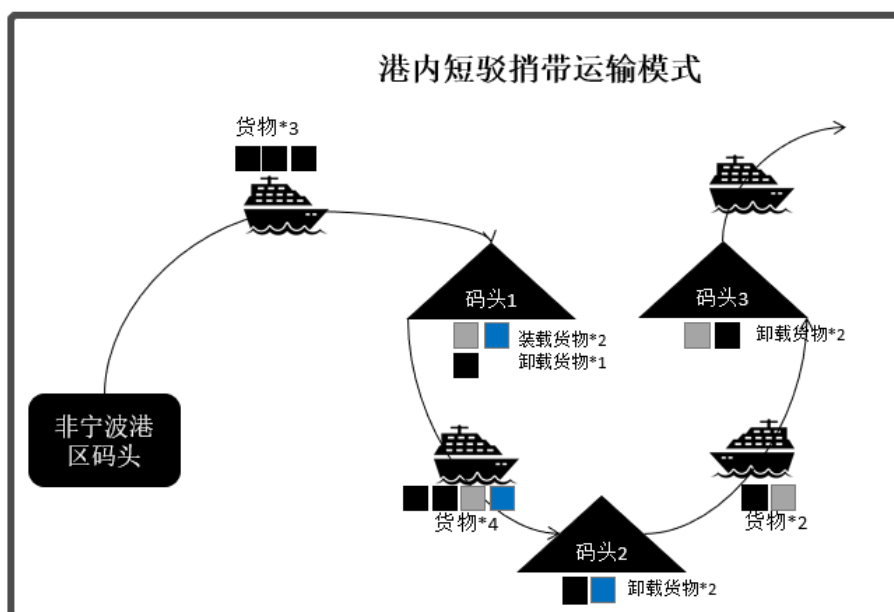 港内短驳捎带运输模式
货物*3
码头1
装载货物*2
卸载货物*1
码头3
卸载货物*2
非宁波港
区码头
货物*4
货物*2
码头2
卸载货物*2